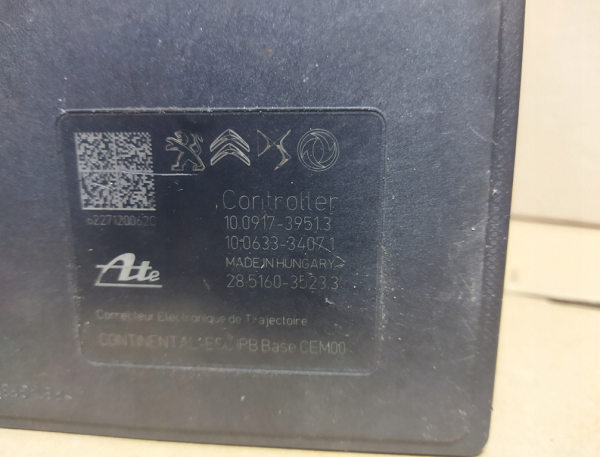 Controller
6227120062C
10.0917-3951.3
10.0633-3407.1
MADE IN HUNGARY
Ate
28.5160-3523.3
Correcteur Electronique de Trajectoire
CONTINENTAL ESC IPB Base CEM00